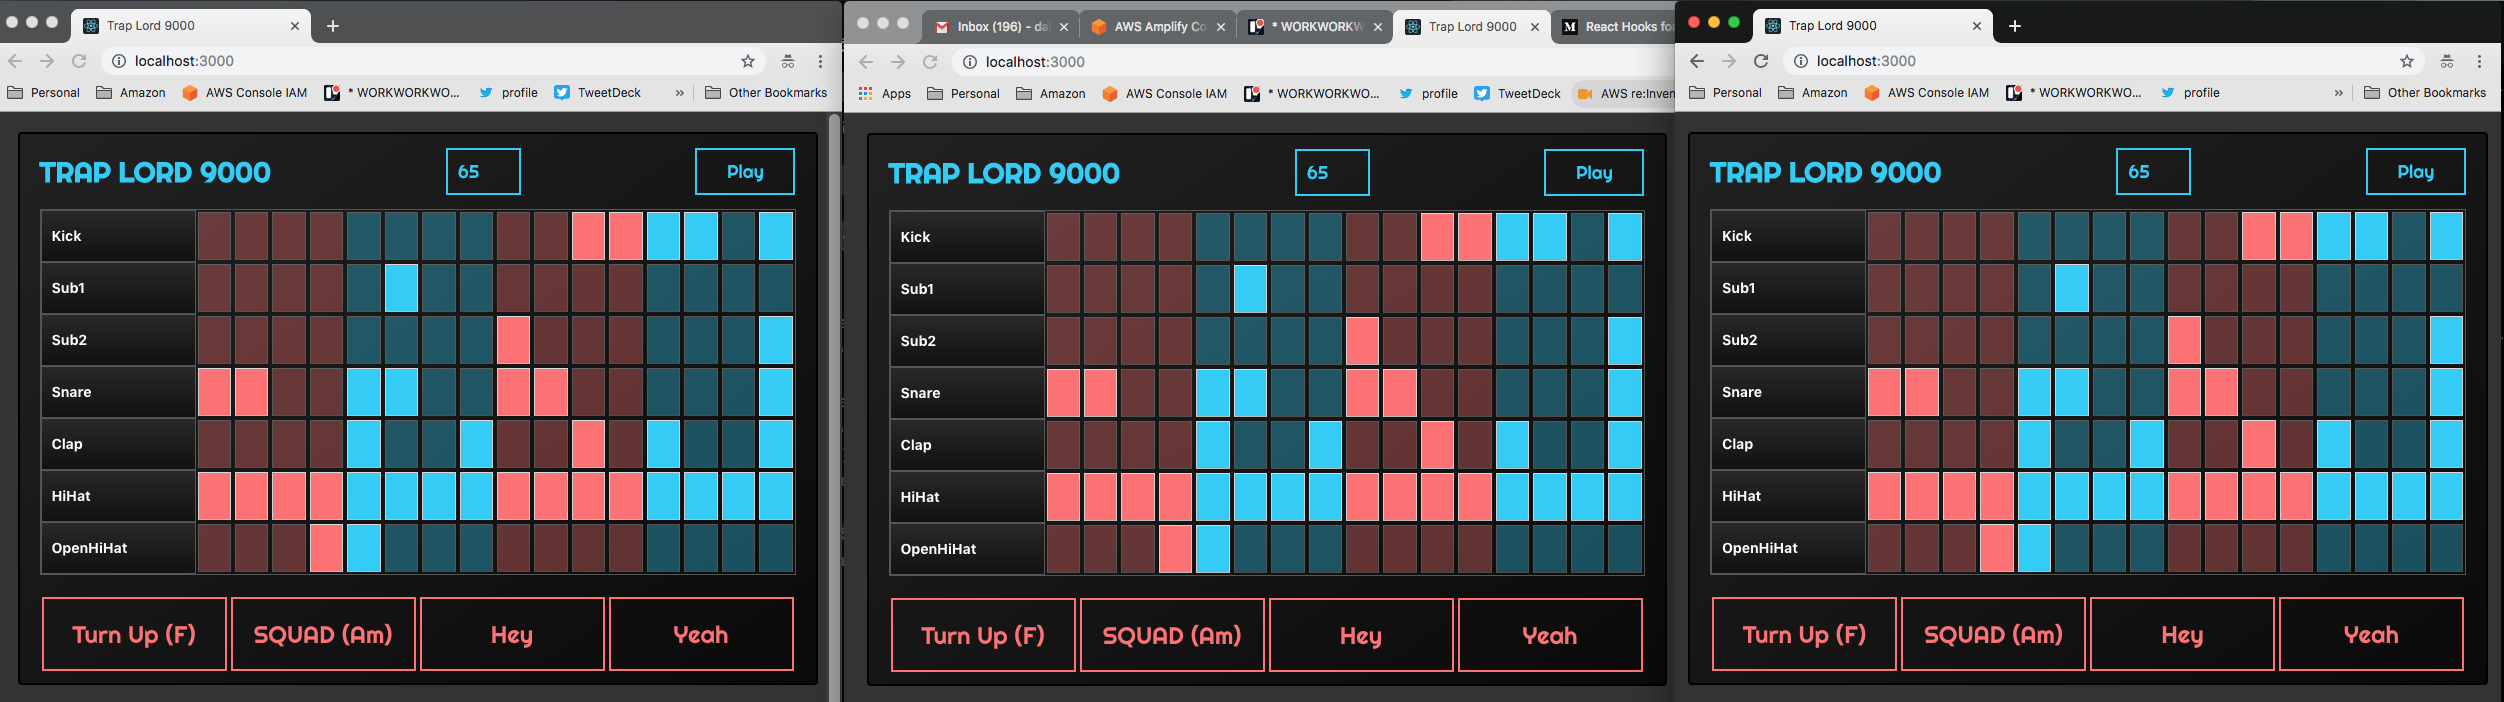 Trap Lord 9000
localhost:3000
Personal Amazon AWS Console IAM * WORKWORKWO... profile TweetDeck » Other Bookmarks
TRAP LORD 9000 65 Play
Kick
Sub1
Sub2
Snare
Clap
HiHat
OpenHiHat
Turn Up (F) SQUAD (Am) Hey Yeah
Inbox (196) - da AWS Amplify Co * WORKWORKW Trap Lord 9000 M React Hooks for
localhost:3000
Apps Personal Amazon AWS Console IAM * WORKWORKWO... profile TweetDeck AWS re:Inven
TRAP LORD 9000 65 Play
Kick
Sub1
Sub2
Snare
Clap
HiHat
OpenHiHat
Turn Up (F) SQUAD (Am) Hey Yeah
Trap Lord 9000
localhost:3000
Personal Amazon AWS Console IAM * WORKWORKWO... profile » Other Bookmarks
TRAP LORD 9000 65 Play
Kick
Sub1
Sub2
Snare
Clap
HiHat
OpenHiHat
Turn Up (F) SQUAD (Am) Hey Yeah